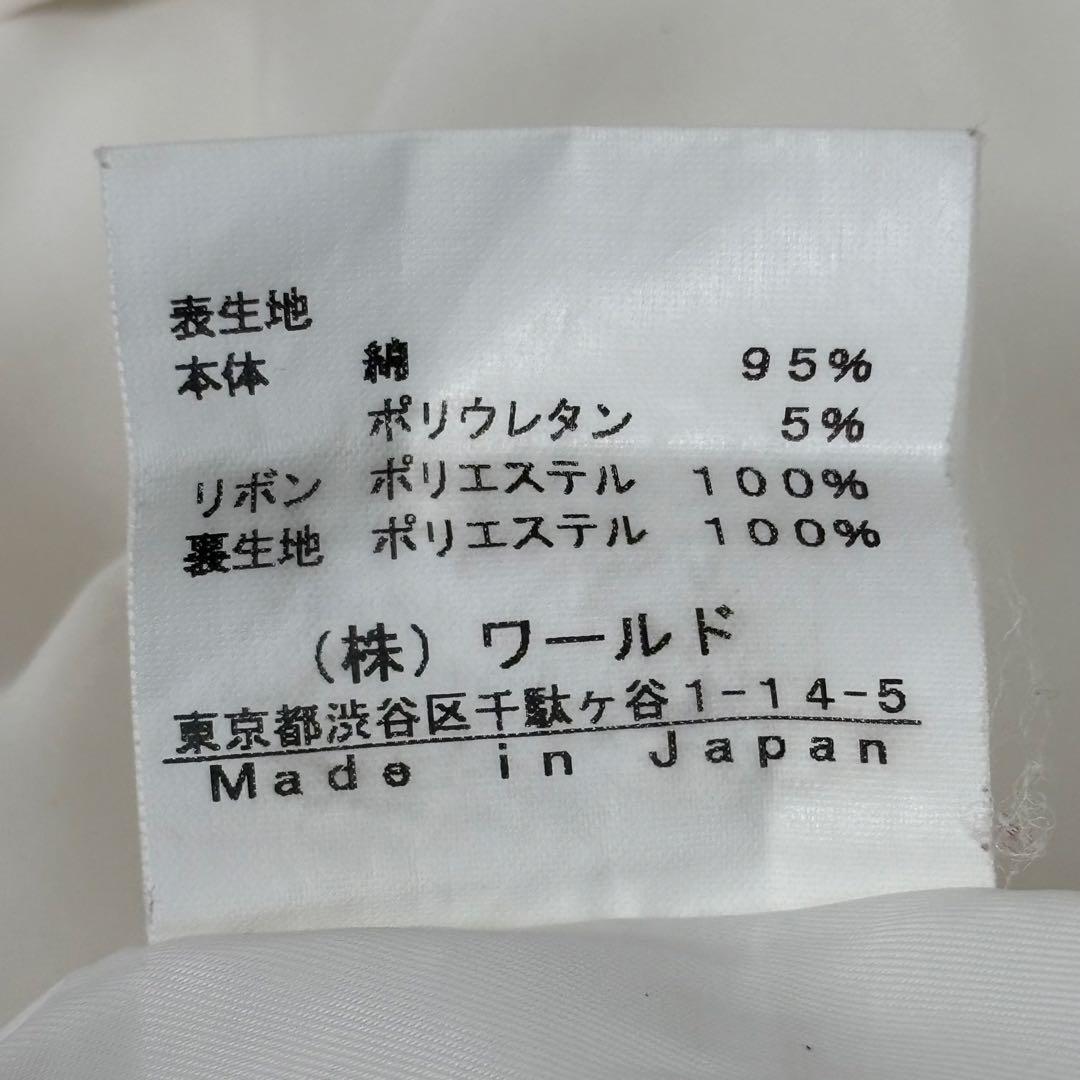 表生地
本体 綿 95%
ポリウレタン 5%
リボン ポリエステル 100%
裏生地 ポリエステル 100%
(株) ワールド
東京都渋谷区千駄ヶ谷1-14-5
Made in Japan